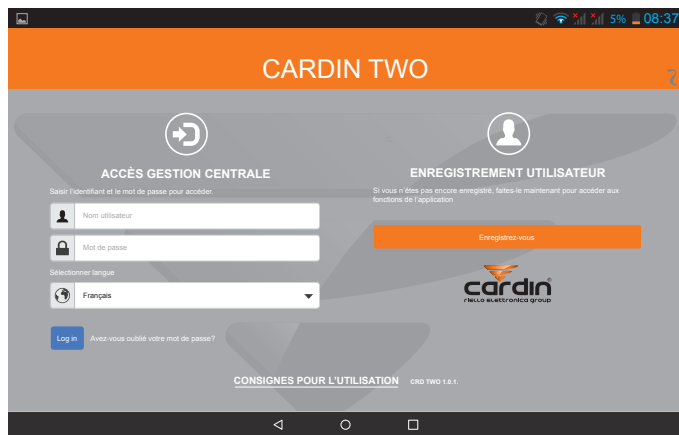 5% 08:37
CARDIN TWO
ACCÈS GESTION CENTRALE
Saisir l'identifiant et le mot de passe pour accéder.
Nom utilisateur
Mot de passe
Sélectionner langue
Français
Log in Avez-vous oublié votre mot de passe?
ENREGISTREMENT UTILISATEUR
Si vous n'êtes pas encore enregistré, faites-le maintenant pour accéder aux
fonctions de l'application
Enregistrez-vous
cardin
riello elettronica group
CONSIGNES POUR L'UTILISATION CRD TWO 1.0.1.